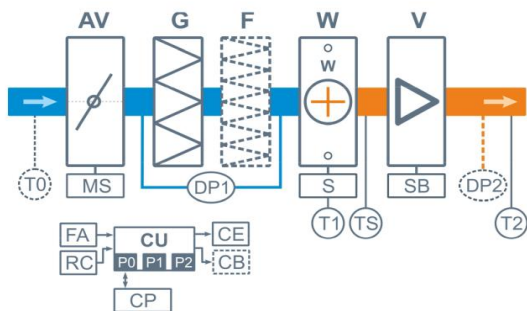 AV G F W V
w
DP1
T0 MS S SB DP2
T1 TS T2
FA CU CE
RC P0 P1 P2 CB
CP